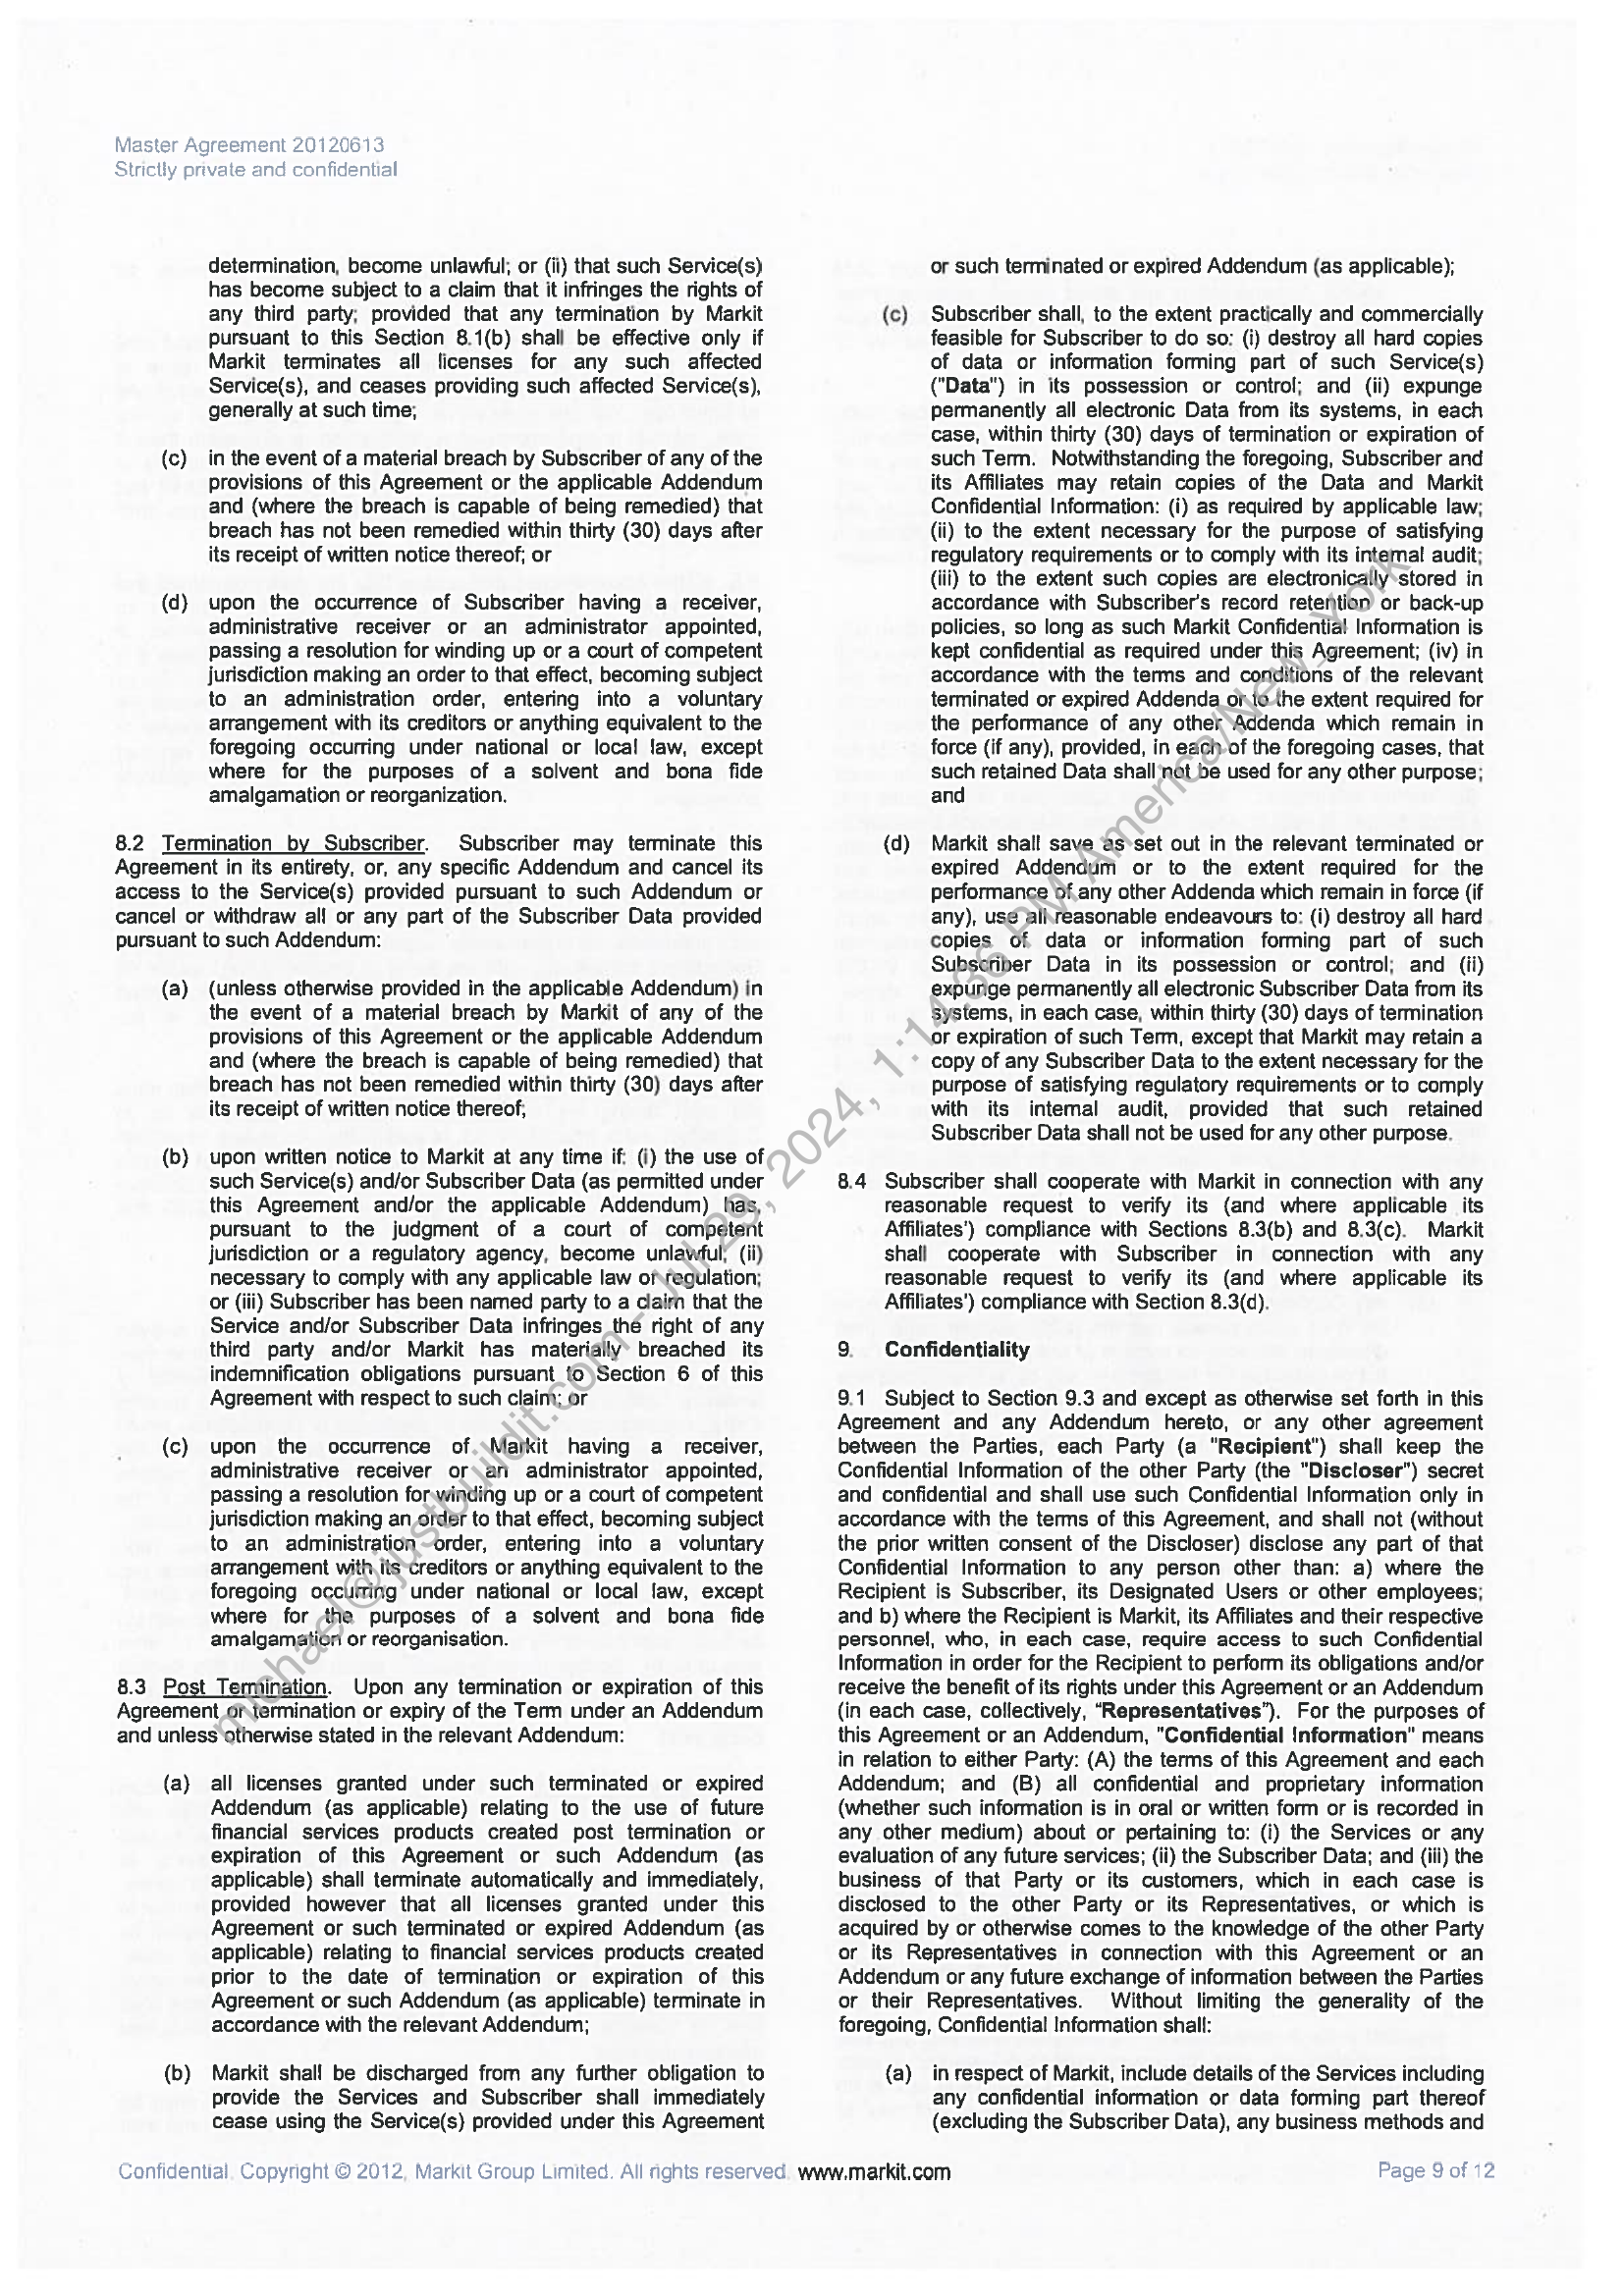 Master Agreement 20120613
Strictly private and confidential
determination, become unlawful; or (ii) that such Service(s)
has become subject to a claim that it infringes the rights of
any third party; provided that any termination by Markit
pursuant to this Section 8.1(b) shall be effective only if
Markit terminates all licenses for any such affected
Service(s), and ceases providing such affected Service(s),
generally at such time;
(c) in the event of a material breach by Subscriber of any of the
provisions of this Agreement or the applicable Addendum
and (where the breach is capable of being remedied) that
breach has not been remedied within thirty (30) days after
its receipt of written notice thereof; or
(d) upon the occurrence of Subscriber having a receiver,
administrative receiver or an administrator appointed,
passing a resolution for winding up or a court of competent
jurisdiction making an order to that effect, becoming subject
to an administration order, entering into a voluntary
arrangement with its creditors or anything equivalent to the
foregoing occurring under national or local law, except
where for the purposes of a solvent and bona fide
amalgamation or reorganization.
8.2 Termination by Subscriber. Subscriber may terminate this
Agreement in its entirety, or, any specific Addendum and cancel its
access to the Service(s) provided pursuant to such Addendum or
cancel or withdraw all or any part of the Subscriber Data provided
pursuant to such Addendum:
(a) (unless otherwise provided in the applicable Addendum) in
the event of a material breach by Markit of any of the
provisions of this Agreement or the applicable Addendum
and (where the breach is capable of being remedied) that
breach has not been remedied within thirty (30) days after
its receipt of written notice thereof;
(b) upon written notice to Markit at any time if: (i) the use of
such Service(s) and/or Subscriber Data (as permitted under
this Agreement and/or the applicable Addendum) has,
pursuant to the judgment of a court of competent
jurisdiction or a regulatory agency, become unlawful; (ii)
necessary to comply with any applicable law or regulation;
or (iii) Subscriber has been named party to a claim that the
Service and/or Subscriber Data infringes the right of any
third party and/or Markit has materially breached its
indemnification obligations pursuant to Section 6 of this
Agreement with respect to such claim; or
(c) upon the occurrence of Markit having a receiver,
administrative receiver or an administrator appointed,
passing a resolution for winding up or a court of competent
jurisdiction making an order to that effect, becoming subject
to an administration order, entering into a voluntary
arrangement with its creditors or anything equivalent to the
foregoing occurring under national or local law, except
where for the purposes of a solvent and bona fide
amalgamation or reorganisation.
8.3 Post Termination. Upon any termination or expiration of this
Agreement or termination or expiry of the Term under an Addendum
and unless otherwise stated in the relevant Addendum:
(a) all licenses granted under such terminated or expired
Addendum (as applicable) relating to the use of future
financial services products created post termination or
expiration of this Agreement or such Addendum (as
applicable) shall terminate automatically and immediately,
provided however that all licenses granted under this
Agreement or such terminated or expired Addendum (as
applicable) relating to financial services products created
prior to the date of termination or expiration of this
Agreement or such Addendum (as applicable) terminate in
accordance with the relevant Addendum;
(b) Markit shall be discharged from any further obligation to
provide the Services and Subscriber shall immediately
cease using the Service(s) provided under this Agreement
or such terminated or expired Addendum (as applicable);
(c) Subscriber shall, to the extent practically and commercially
feasible for Subscriber to do so: (i) destroy all hard copies
of data or information forming part of such Service(s)
("Data") in its possession or control; and (ii) expunge
permanently all electronic Data from its systems, in each
case, within thirty (30) days of termination or expiration of
such Term. Notwithstanding the foregoing, Subscriber and
its Affiliates may retain copies of the Data and Markit
Confidential Information: (i) as required by applicable law;
(ii) to the extent necessary for the purpose of satisfying
regulatory requirements or to comply with its internal audit;
(iii) to the extent such copies are electronically stored in
accordance with Subscriber's record retention or back-up
policies, so long as such Markit Confidential Information is
kept confidential as required under this Agreement; (iv) in
accordance with the terms and conditions of the relevant
terminated or expired Addenda or to the extent required for
the performance of any other Addenda which remain in
force (if any), provided, in each of the foregoing cases, that
such retained Data shall not be used for any other purpose;
and
(d) Markit shall save as set out in the relevant terminated or
expired Addendum or to the extent required for the
performance of any other Addenda which remain in force (if
any), use all reasonable endeavours to: (i) destroy all hard
copies of data or information forming part of such
Subscriber Data in its possession or control; and (ii)
expunge permanently all electronic Subscriber Data from its
systems, in each case, within thirty (30) days of termination
or expiration of such Term, except that Markit may retain a
copy of any Subscriber Data to the extent necessary for the
purpose of satisfying regulatory requirements or to comply
with its internal audit, provided that such retained
Subscriber Data shall not be used for any other purpose.
8.4 Subscriber shall cooperate with Markit in connection with any
reasonable request to verify its (and where applicable its
Affiliates') compliance with Sections 8.3(b) and 8.3(c). Markit
shall cooperate with Subscriber in connection with any
reasonable request to verify its (and where applicable its
Affiliates') compliance with Section 8.3(d).
9. Confidentiality
9.1 Subject to Section 9.3 and except as otherwise set forth in this
Agreement and any Addendum hereto, or any other agreement
between the Parties, each Party (a "Recipient") shall keep the
Confidential Information of the other Party (the "Discloser") secret
and confidential and shall use such Confidential Information only in
accordance with the terms of this Agreement, and shall not (without
the prior written consent of the Discloser) disclose any part of that
Confidential Information to any person other than: a) where the
Recipient is Subscriber, its Designated Users or other employees;
and b) where the Recipient is Markit, its Affiliates and their respective
personnel, who, in each case, require access to such Confidential
Information in order for the Recipient to perform its obligations and/or
receive the benefit of its rights under this Agreement or an Addendum
(in each case, collectively, “Representatives”). For the purposes of
this Agreement or an Addendum, "Confidential Information" means
in relation to either Party: (A) the terms of this Agreement and each
Addendum; and (B) all confidential and proprietary information
(whether such information is in oral or written form or is recorded in
any other medium) about or pertaining to: (i) the Services or any
evaluation of any future services; (ii) the Subscriber Data; and (iii) the
business of that Party or its customers, which in each case is
disclosed to the other Party or its Representatives, or which is
acquired by or otherwise comes to the knowledge of the other Party
or its Representatives in connection with this Agreement or an
Addendum or any future exchange of information between the Parties
or their Representatives. Without limiting the generality of the
foregoing, Confidential Information shall:
(a) in respect of Markit, include details of the Services including
any confidential information or data forming part thereof
(excluding the Subscriber Data), any business methods and
Confidential. Copyright © 2012, Markit Group Limited. All rights reserved. www.markit.com
Page 9 of 12
michael@justbuildit.com - Jul 29, 2024, 1:14:36 PM America/New_York